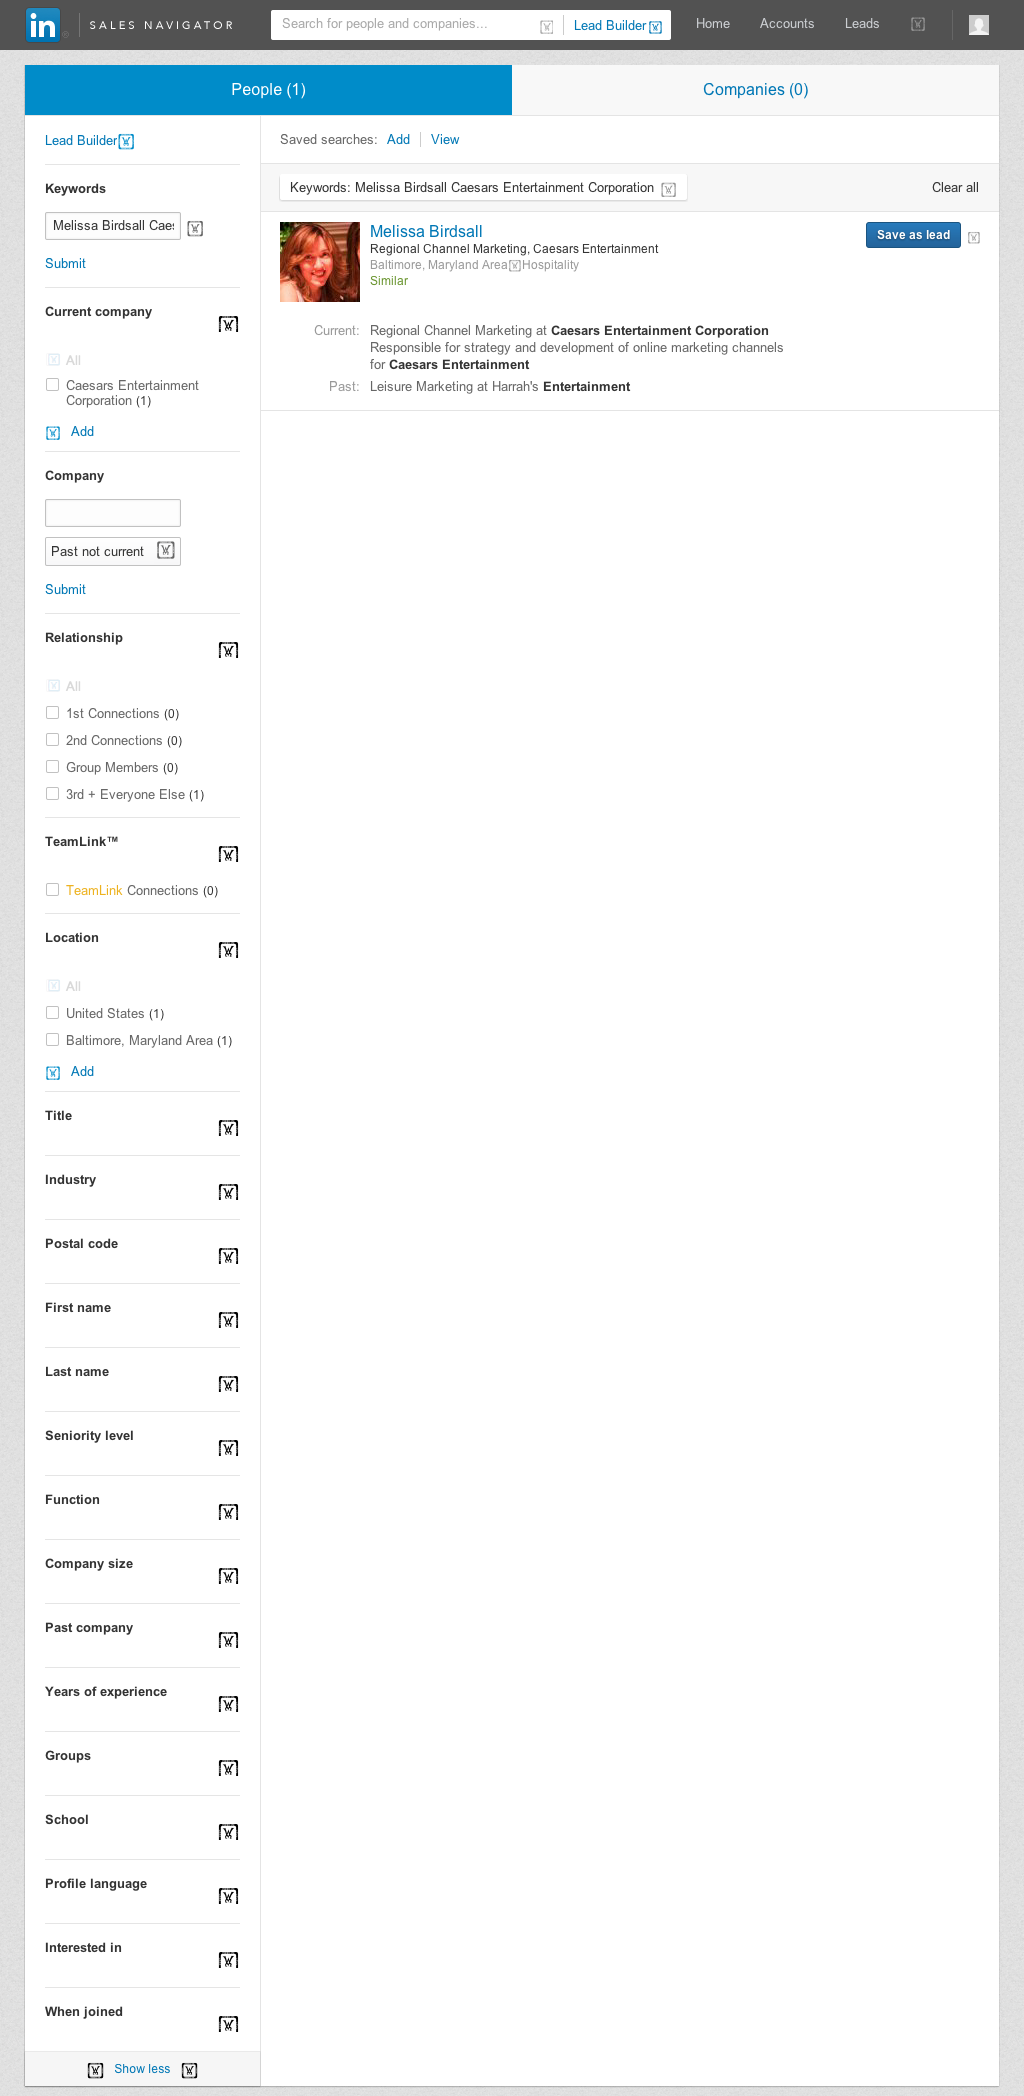 in SALES NAVIGATOR
Search for people and companies...
Lead Builder
Home
Accounts
Leads
People (1)
Companies (0)
Lead Builder
Keywords
Melissa Birdsall Caes
Submit
Current company
All
Caesars Entertainment
Corporation (1)
Add
Company
Past not current
Submit
Relationship
All
1st Connections (0)
2nd Connections (0)
Group Members (0)
3rd + Everyone Else (1)
TeamLink™
TeamLink Connections (0)
Location
All
United States (1)
Baltimore, Maryland Area (1)
Add
Title
Industry
Postal code
First name
Last name
Seniority level
Function
Company size
Past company
Years of experience
Groups
School
Profile language
Interested in
When joined
Show less
Saved searches: Add View
Keywords: Melissa Birdsall Caesars Entertainment Corporation
Clear all
Melissa Birdsall
Save as lead
Regional Channel Marketing, Caesars Entertainment
Baltimore, Maryland Area Hospitality
Similar
Current: Regional Channel Marketing at Caesars Entertainment Corporation
Responsible for strategy and development of online marketing channels
for Caesars Entertainment
Past: Leisure Marketing at Harrah's Entertainment